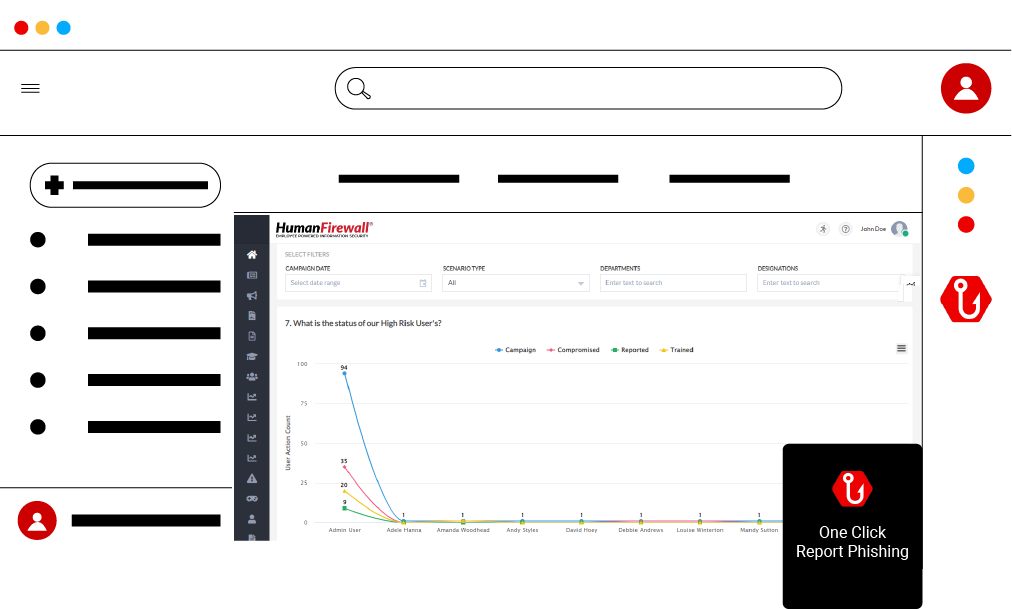 HumanFirewall®
EMPLOYEE POWERED INFORMATION SECURITY
John Doe
SELECT FILTERS
CAMPAIGN DATE SCENARIO TYPE DEPARTMENTS DESIGNATIONS
Select date range All Enter text to search Enter text to search
7. What is the status of our High Risk User's?
Campaign Compromised Reported Trained
100
94
75
User Action Count
50
35
25
20
9
0
1 1 1 1 1 1 1
Admin User Adele Hanna Amanda Woodhead Andy Styles David Hoey Debbie Andrews Louise Winterton Mandy Sutton
One Click
Report Phishing